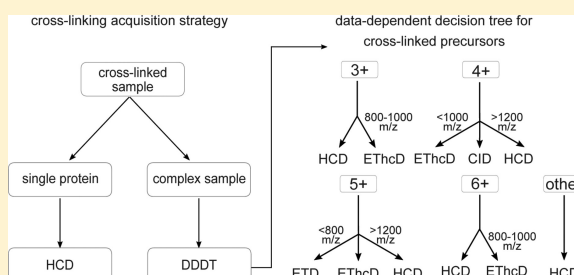 cross-linking acquisition strategy
data-dependent decision tree for
cross-linked precursors
cross-linked
sample
single protein
complex sample
HCD
DDDT
3+
800-1000
m/z
HCD
EThcD
4+
<1000
m/z
>1200
m/z
EThcD
CID
HCD
5+
<800
m/z
>1200
m/z
ETD
EThcD
HCD
6+
800-1000
m/z
HCD
EThcD
othe
HCD